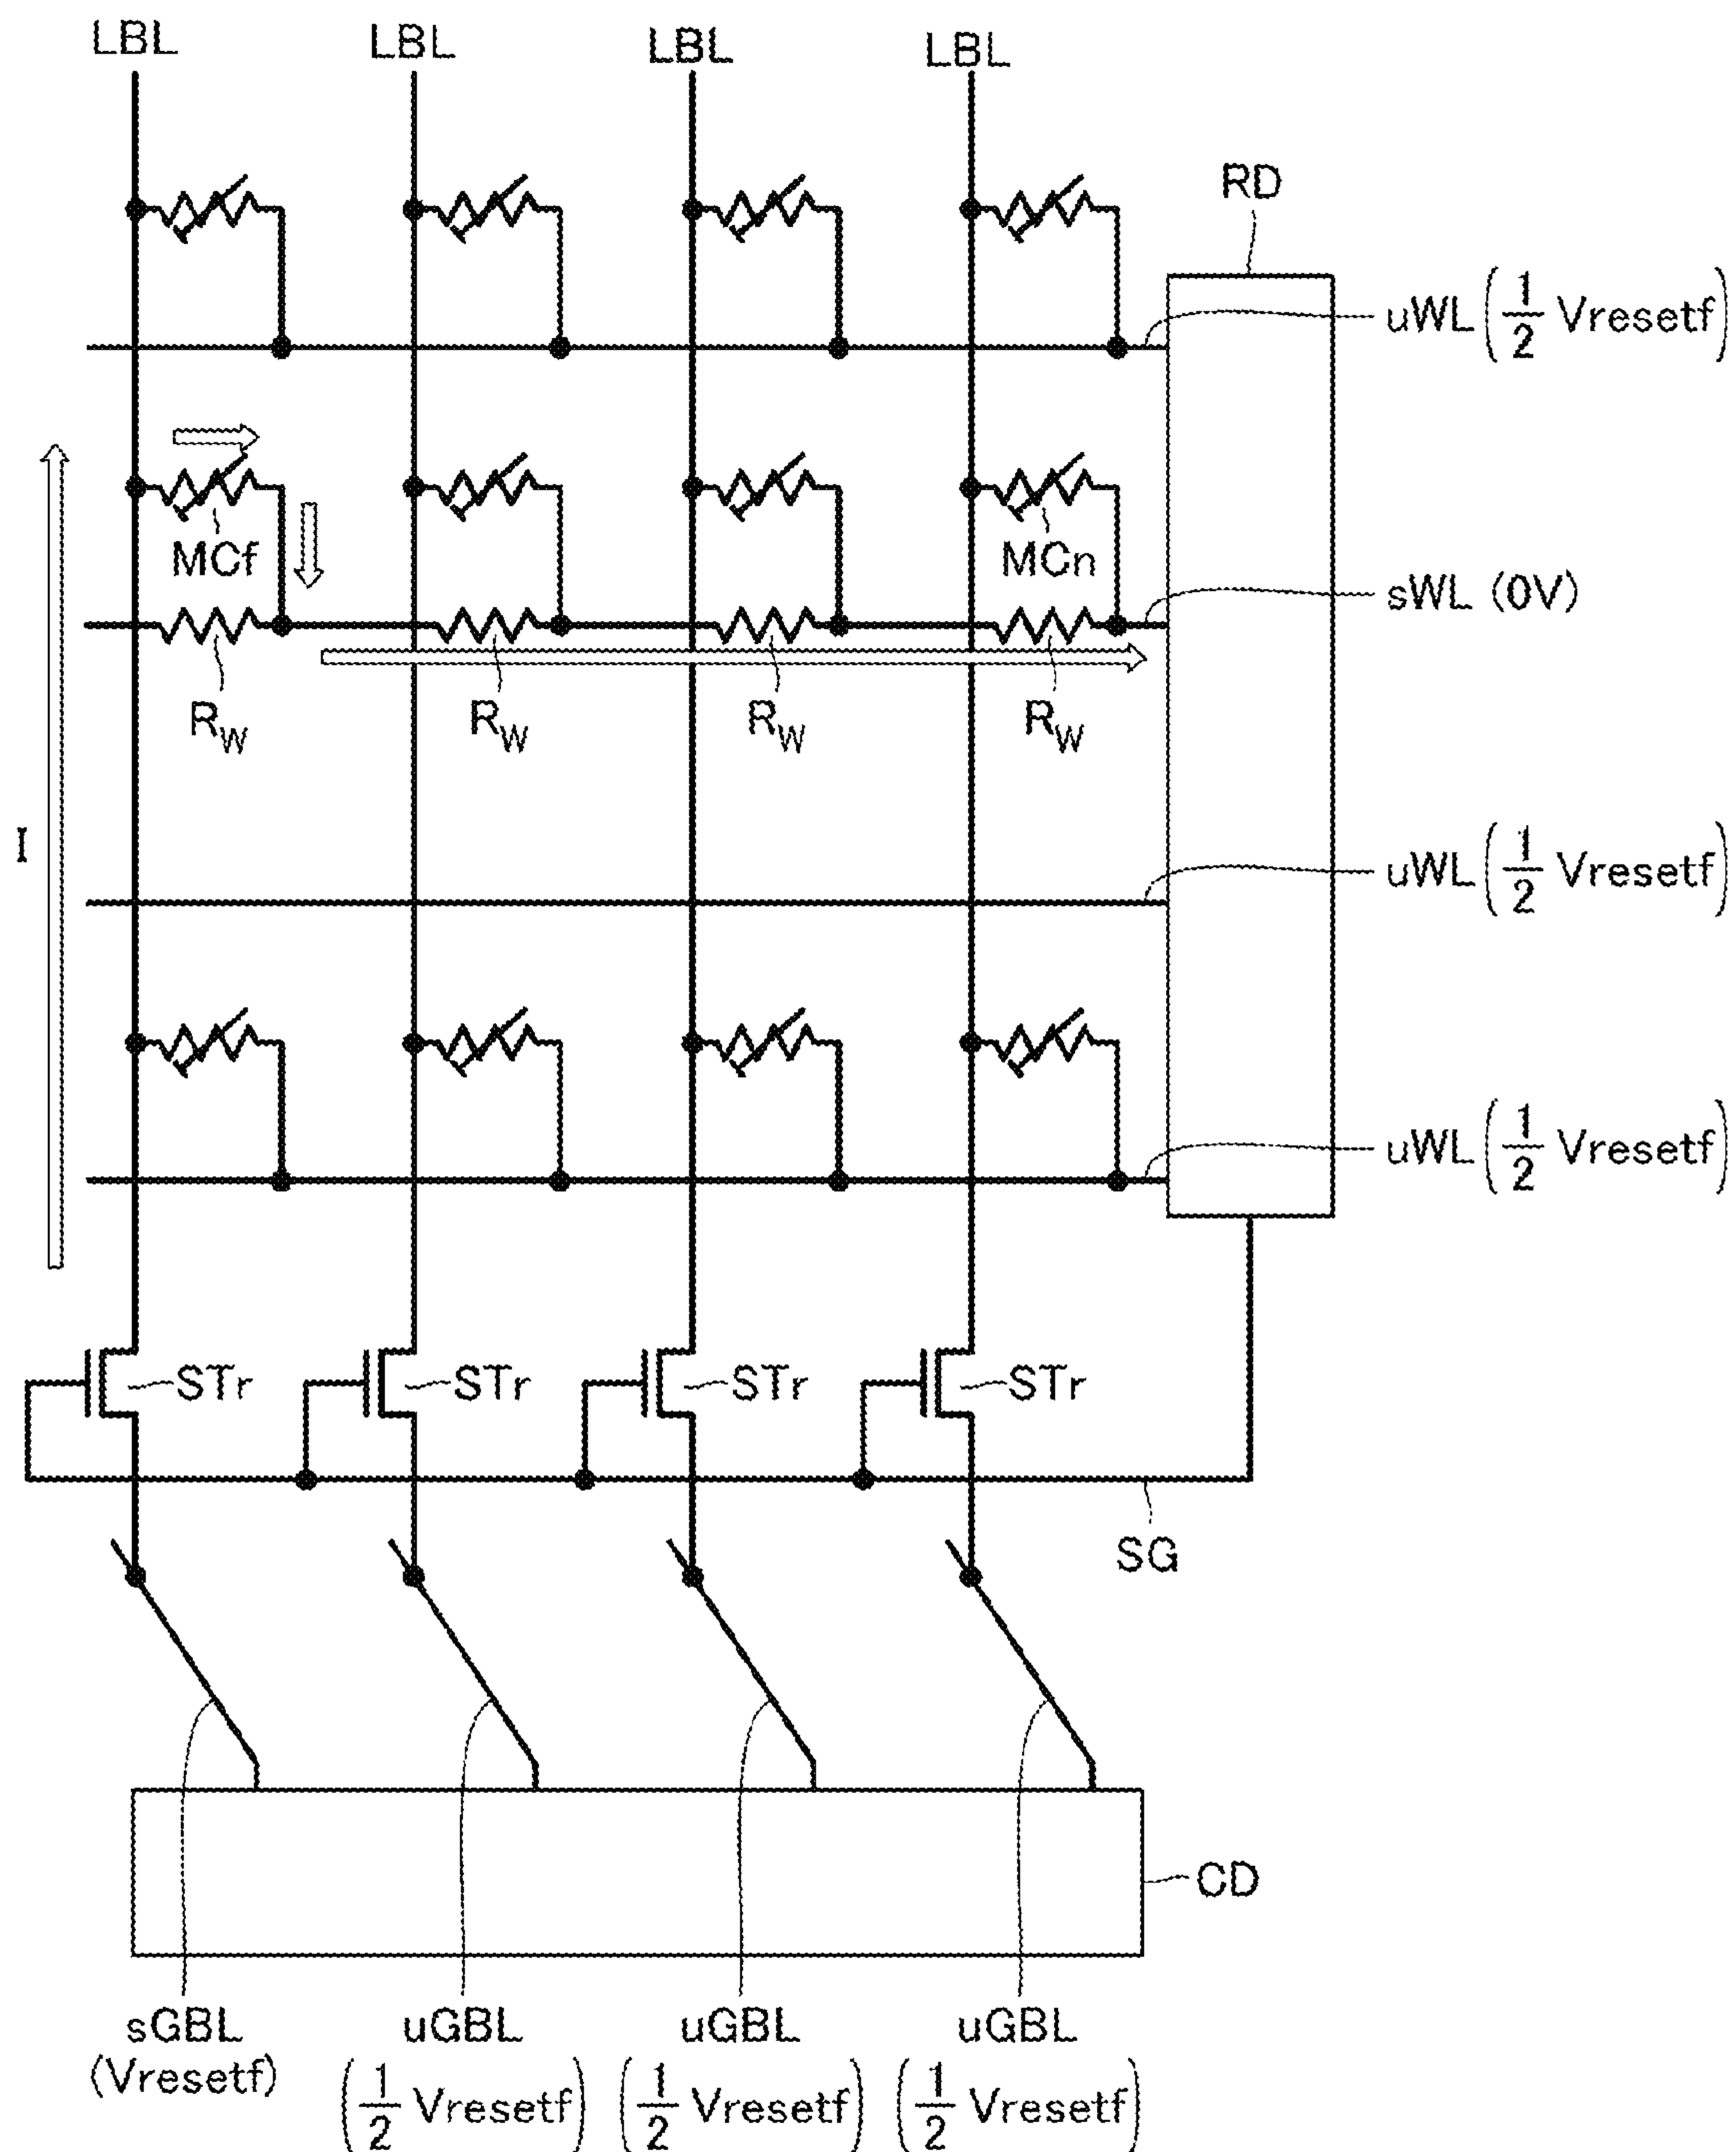 LBL LBL LBL LBL
RD
uWL (1/2 Vresetf)
MCf MCn
sWL (0V)
RW RW RW RW
I
uWL (1/2 Vresetf)
uWL (1/2 Vresetf)
STr STr STr STr
SG
CD
sGBL uGBL uGBL uGBL
(Vresetf) (1/2 Vresetf) (1/2 Vresetf) (1/2 Vresetf)